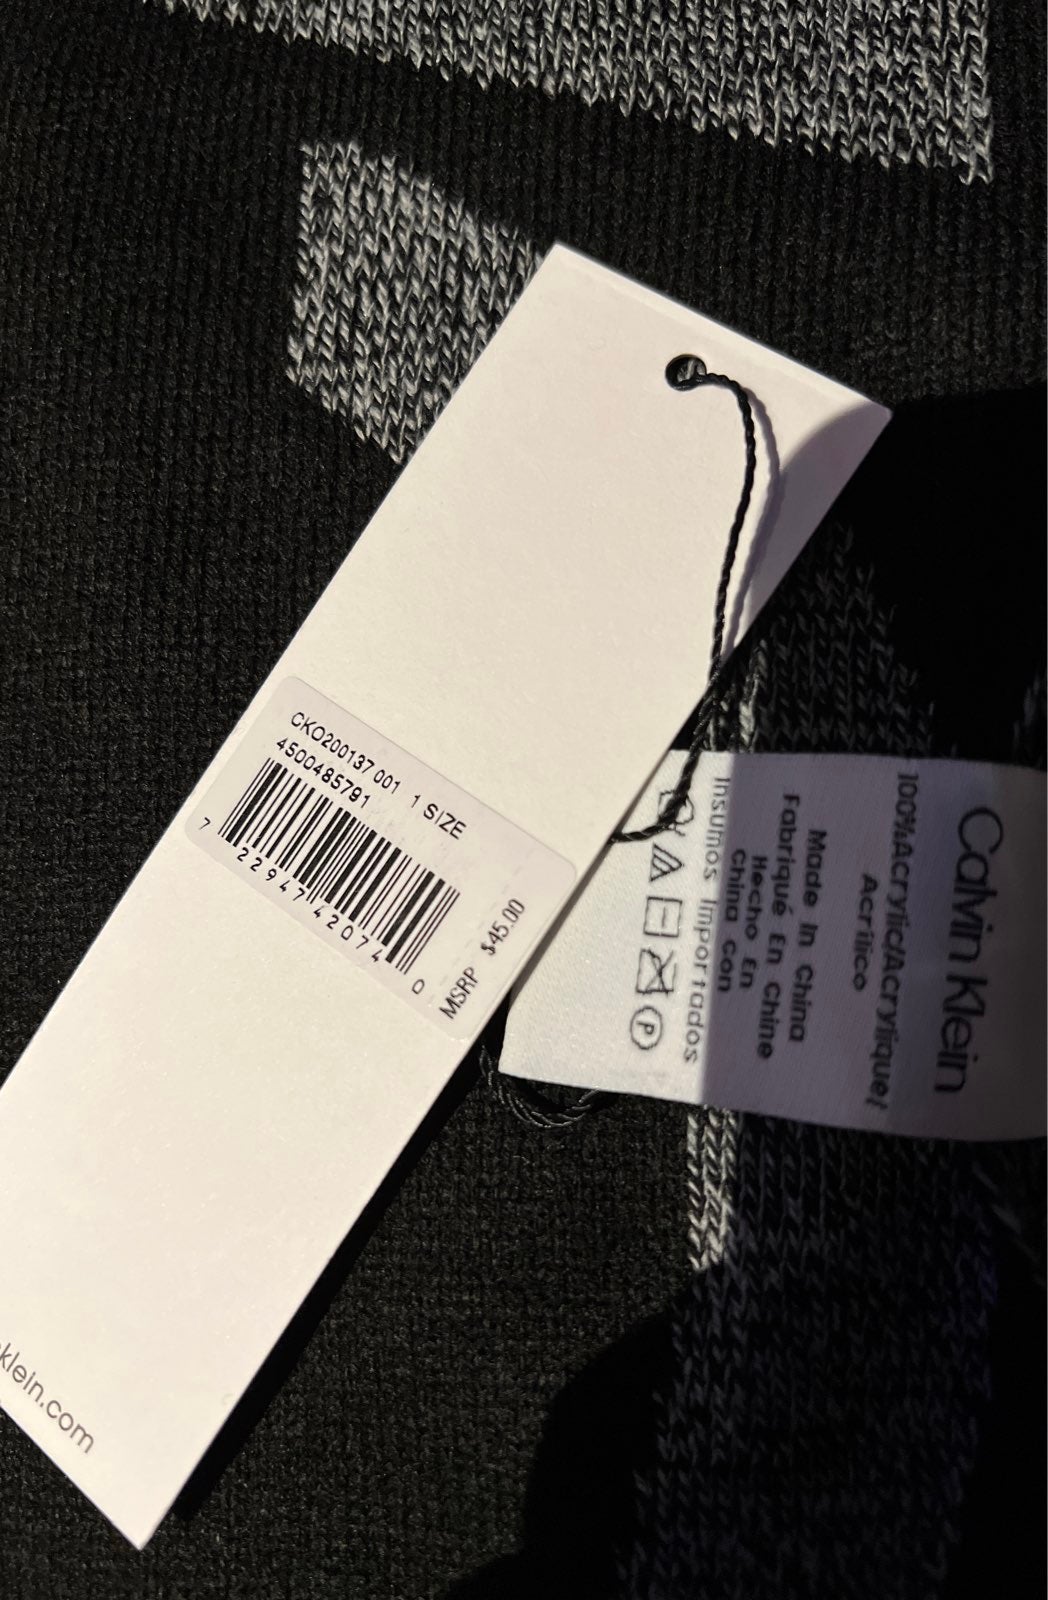 CKO200137 001 1 SIZE
4500485791
7 22947 42074 0
MSRP $45.00
klein.com
Calvin Klein
100%Acrylic/Acrylique/
Acrílico
Made in China
Fabriqué En Chine
Hecho En
China con
Insumos Importados
P